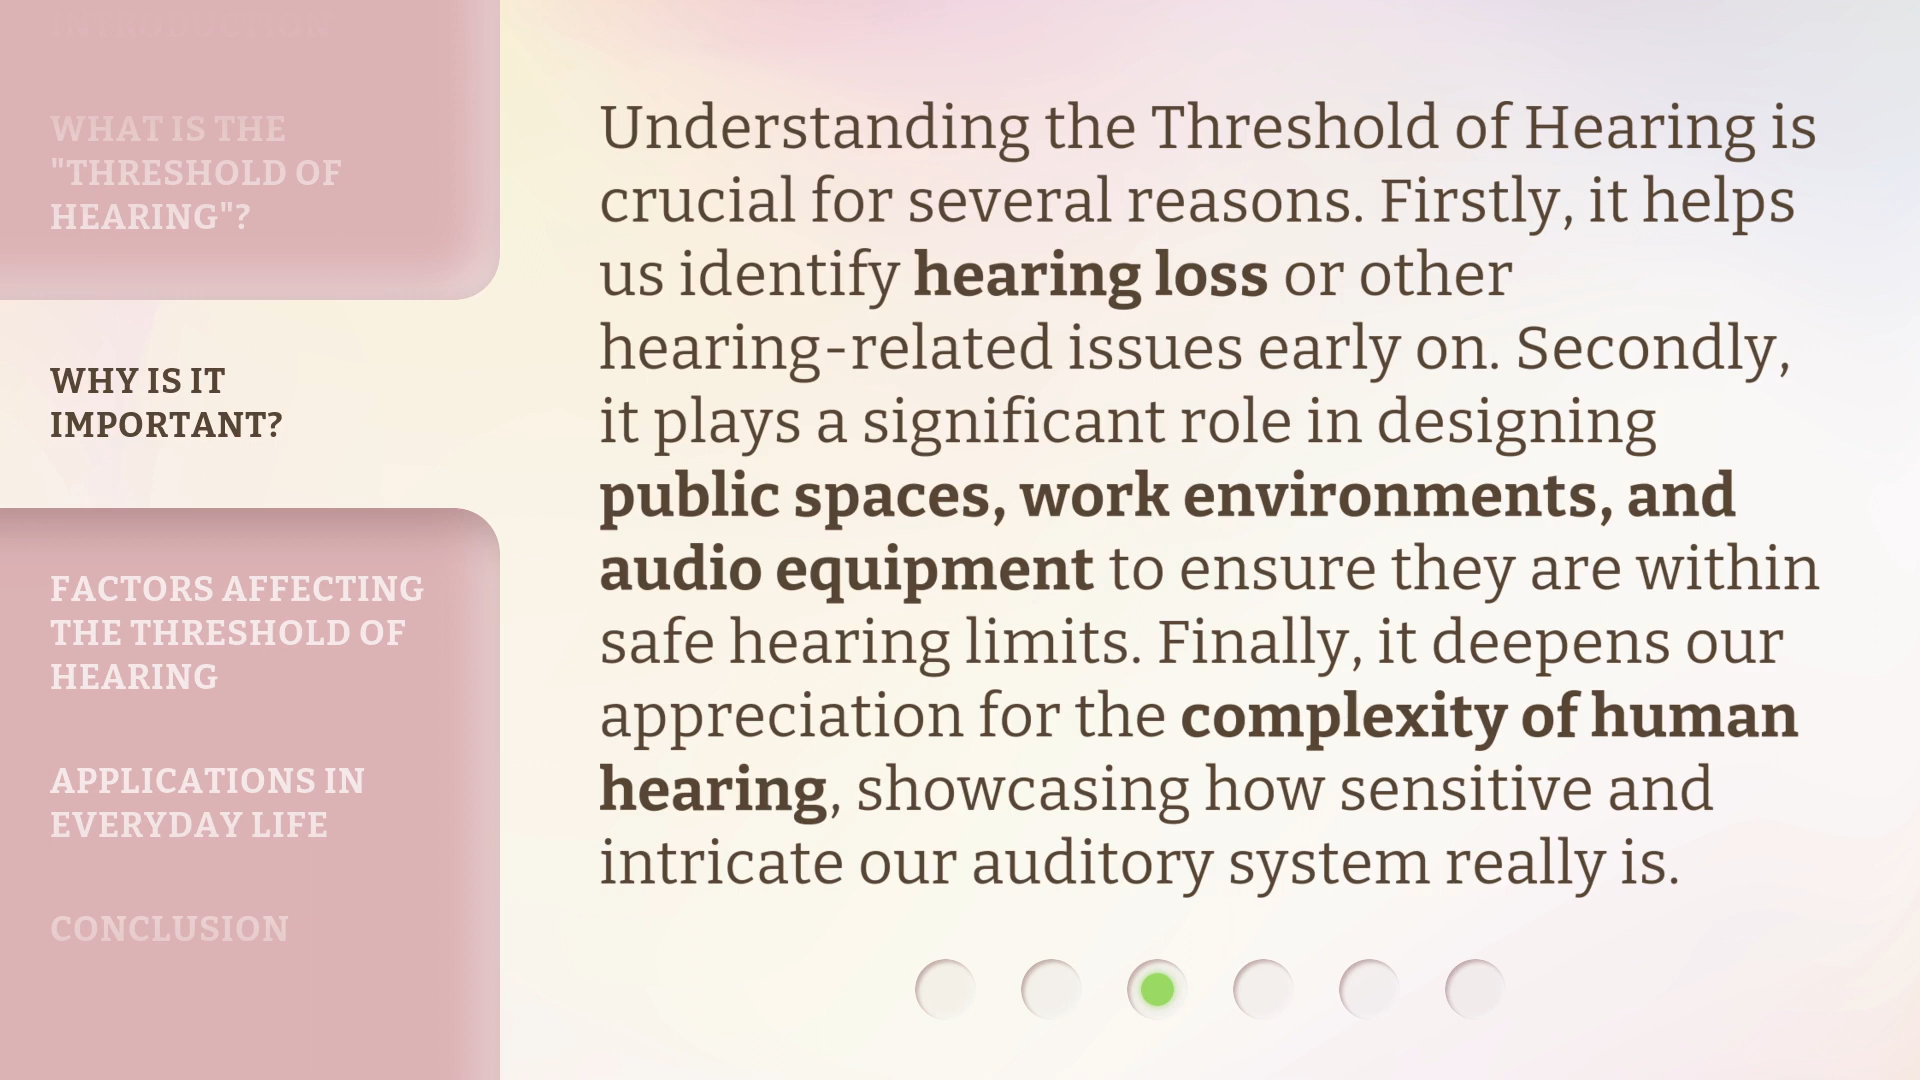 INTRODUCTION
WHAT IS THE
"THRESHOLD OF
HEARING"?
WHY IS IT
IMPORTANT?
FACTORS AFFECTING
THE THRESHOLD OF
HEARING
APPLICATIONS IN
EVERYDAY LIFE
CONCLUSION
Understanding the Threshold of Hearing is
crucial for several reasons. Firstly, it helps
us identify hearing loss or other
hearing-related issues early on. Secondly,
it plays a significant role in designing
public spaces, work environments, and
audio equipment to ensure they are within
safe hearing limits. Finally, it deepens our
appreciation for the complexity of human
hearing, showcasing how sensitive and
intricate our auditory system really is.